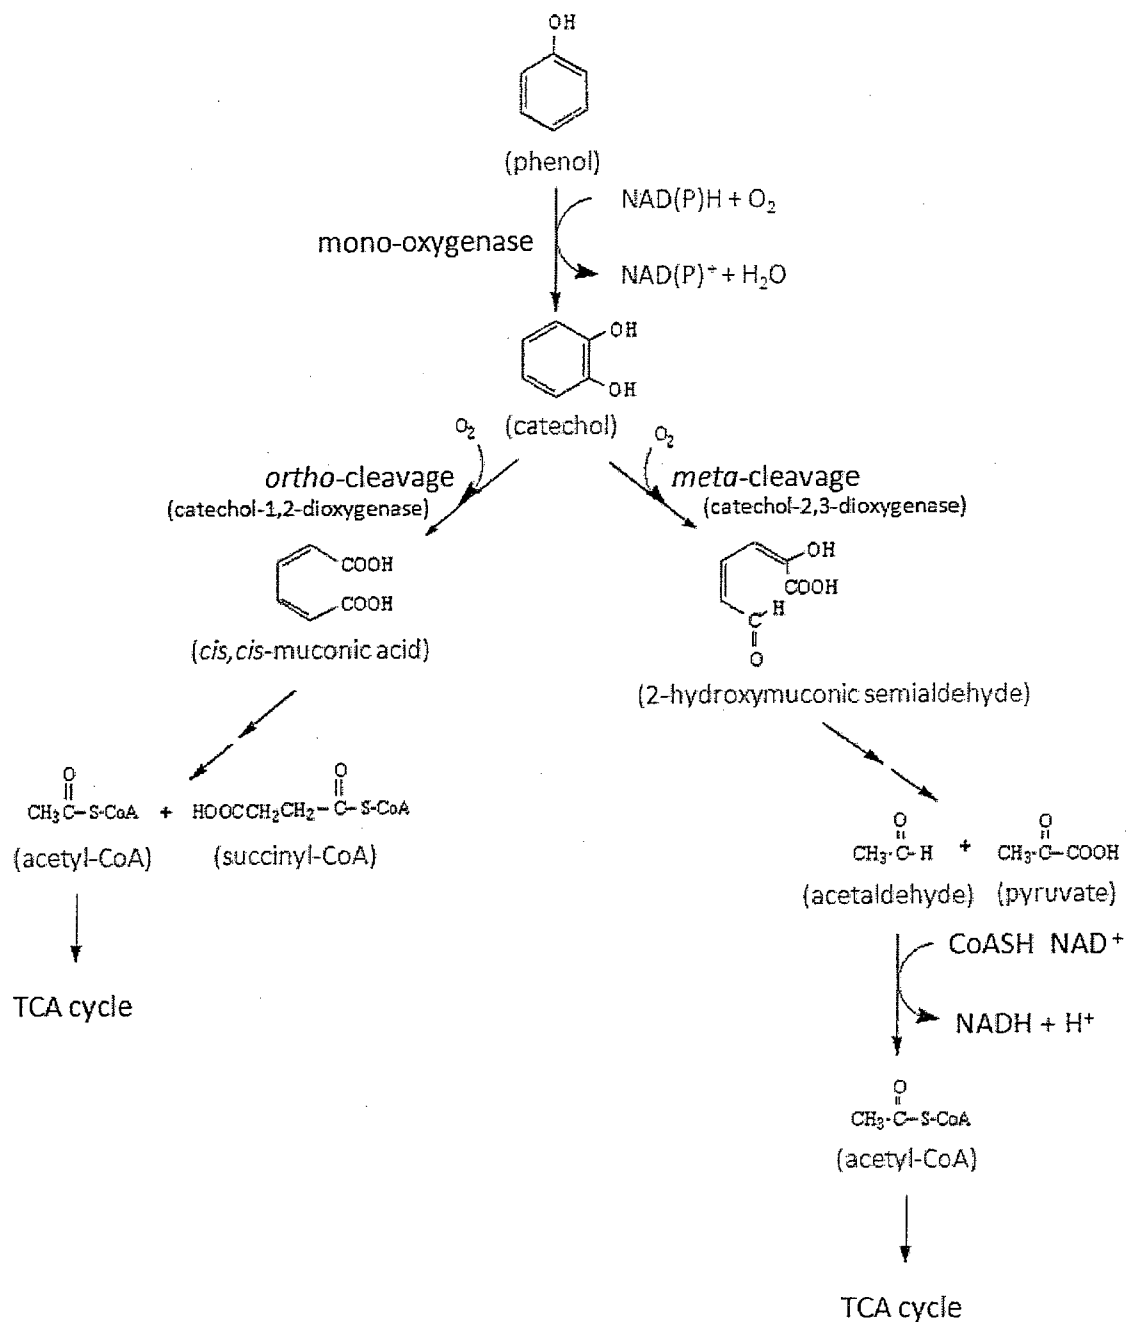 OH
(phenol)
NAD(P)H + O₂
mono-oxygenase
NAD(P)⁺ + H₂O
OH
OH
(catechol)
O₂
O₂
ortho-cleavage
(catechol-1,2-dioxygenase)
meta-cleavage
(catechol-2,3-dioxygenase)
COOH
COOH
(cis,cis-muconic acid)
OH
COOH
H
C
O
(2-hydroxymuconic semialdehyde)
O
CH₃C-S-CoA + HOOCCH₂CH₂-C-S-CoA
O
(acetyl-CoA) (succinyl-CoA)
TCA cycle
O
O
CH₃-C-H + CH₃-C-COOH
(acetaldehyde) (pyruvate)
CoASH NAD⁺
NADH + H⁺
O
CH₃-C-S-CoA
(acetyl-CoA)
TCA cycle